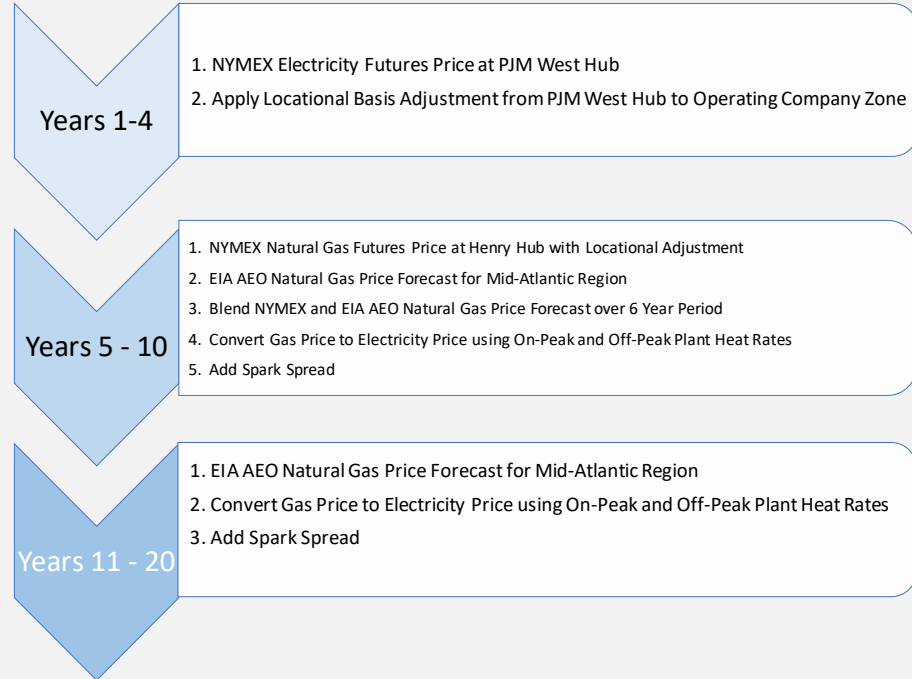 Years 1-4
1. NYMEX Electricity Futures Price at PJM West Hub
2. Apply Locational Basis Adjustment from PJM West Hub to Operating Company Zone
Years 5 - 10
1. NYMEX Natural Gas Futures Price at Henry Hub with Locational Adjustment
2. EIA AEO Natural Gas Price Forecast for Mid-Atlantic Region
3. Blend NYMEX and EIA AEO Natural Gas Price Forecast over 6 Year Period
4. Convert Gas Price to Electricity Price using On-Peak and Off-Peak Plant Heat Rates
5. Add Spark Spread
Years 11 - 20
1. EIA AEO Natural Gas Price Forecast for Mid-Atlantic Region
2. Convert Gas Price to Electricity Price using On-Peak and Off-Peak Plant Heat Rates
3. Add Spark Spread